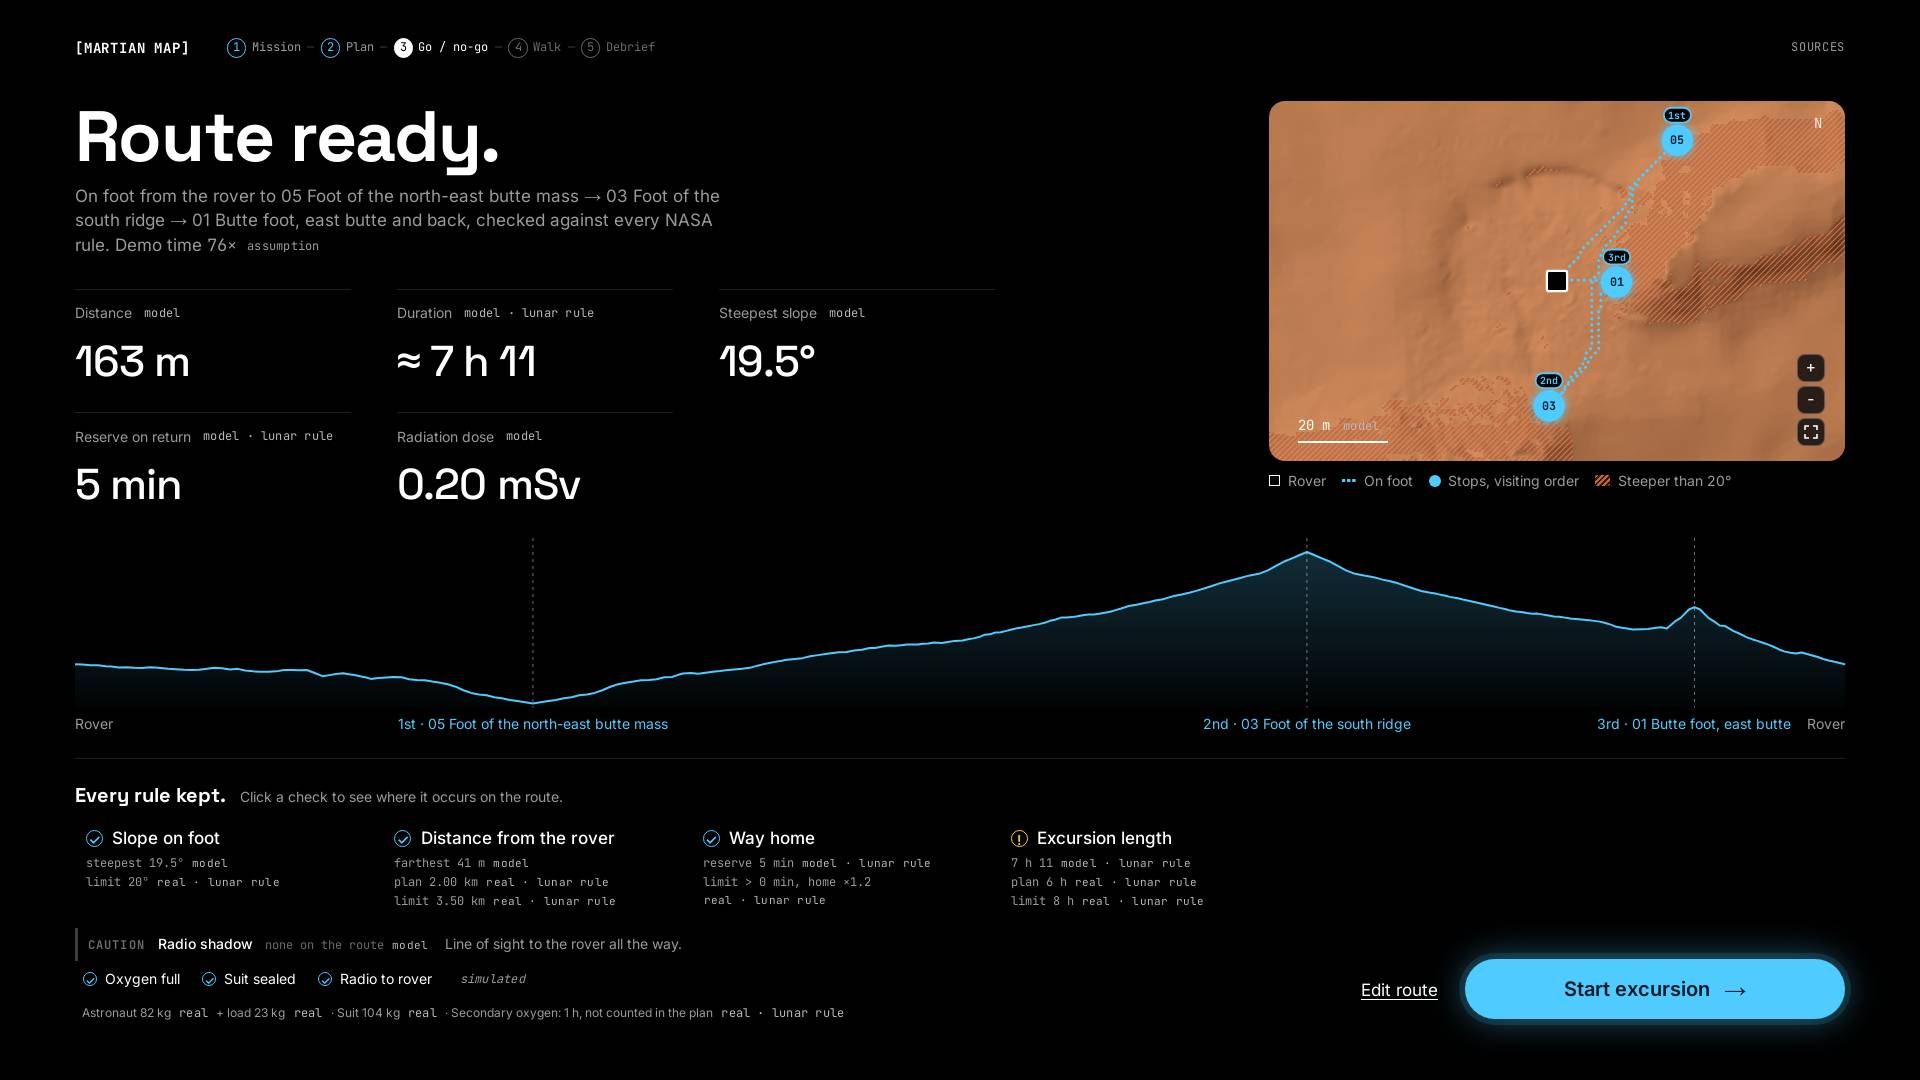 [MARTIAN MAP]
1 Mission — 2 Plan — 3 Go / no-go — 4 Walk — 5 Debrief
SOURCES
Route ready.
On foot from the rover to 05 Foot of the north-east butte mass → 03 Foot of the
south ridge → 01 Butte foot, east butte and back, checked against every NASA
rule. Demo time 76× assumption
Distance model
163 m
Duration model · lunar rule
≈ 7 h 11
Steepest slope model
19.5°
Reserve on return model · lunar rule
5 min
Radiation dose model
0.20 mSv
1st
05
N
3rd
01
2nd
03
20 m model
+
-
Rover
On foot
Stops, visiting order
Steeper than 20°
Rover
1st · 05 Foot of the north-east butte mass
2nd · 03 Foot of the south ridge
3rd · 01 Butte foot, east butte
Rover
Every rule kept. Click a check to see where it occurs on the route.
Slope on foot
steepest 19.5° model
limit 20° real · lunar rule
Distance from the rover
farthest 41 m model
plan 2.00 km real · lunar rule
limit 3.50 km real · lunar rule
Way home
reserve 5 min model · lunar rule
limit > 0 min, home ×1.2
real · lunar rule
Excursion length
7 h 11 model · lunar rule
plan 6 h real · lunar rule
limit 8 h real · lunar rule
CAUTION Radio shadow none on the route model Line of sight to the rover all the way.
Oxygen full Suit sealed Radio to rover simulated
Astronaut 82 kg real + load 23 kg real · Suit 104 kg real · Secondary oxygen: 1 h, not counted in the plan real · lunar rule
Edit route
Start excursion →